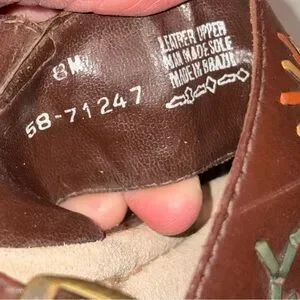 8M
58-71247
LEATHER UPPER
MAN MADE SOLE
MADE IN BRAZIL